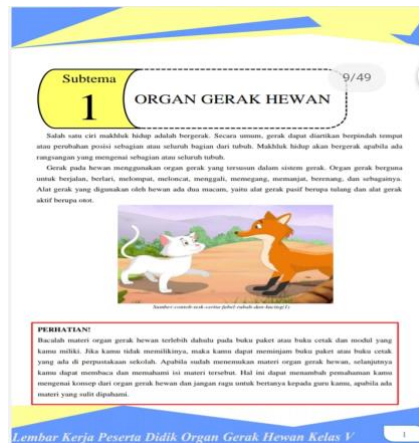 Subtema
1
ORGAN GERAK HEWAN
9/49
Salah satu ciri makhluk hidup adalah bergerak. Secara umum, gerak dapat diartikan berpindah tempat
atau perubahan posisi sebagian atau seluruh bagian dari tubuh. Makhluk hidup akan bergerak apabila ada
rangsangan yang mengenai sebagian atau seluruh tubuh.
Gerak pada hewan menggunakan organ gerak yang tersusun dalam sistem gerak. Organ gerak berguna
untuk berjalan, berlari, melompat, meloncat, menggali, memegang, memanjat, berenang, dan sebagainya.
Alat gerak yang digunakan oleh hewan ada dua macam, yaitu alat gerak pasif berupa tulang dan alat gerak
aktif berupa otot.
PERHATIAN!
Bacalah materi organ gerak hewan terlebih dahulu pada buku paket atau buku cetak dan modul yang
kamu miliki. Jika kamu tidak memilikinya, maka kamu dapat meminjam buku paket atau buku cetak
yang ada di perpustakaan sekolah. Apabila sudah menemukan materi organ gerak hewan, selanjutnya
kamu dapat membaca dan memahami isi materi tersebut. Hal ini dapat menambah pemahaman kamu
mengenai konsep dari organ gerak hewan dan jangan ragu untuk bertanya kepada guru kamu, apabila ada
materi yang sulit dipahami.
Lembar Kerja Peserta Didik Organ Gerak Hewan Kelas V
1